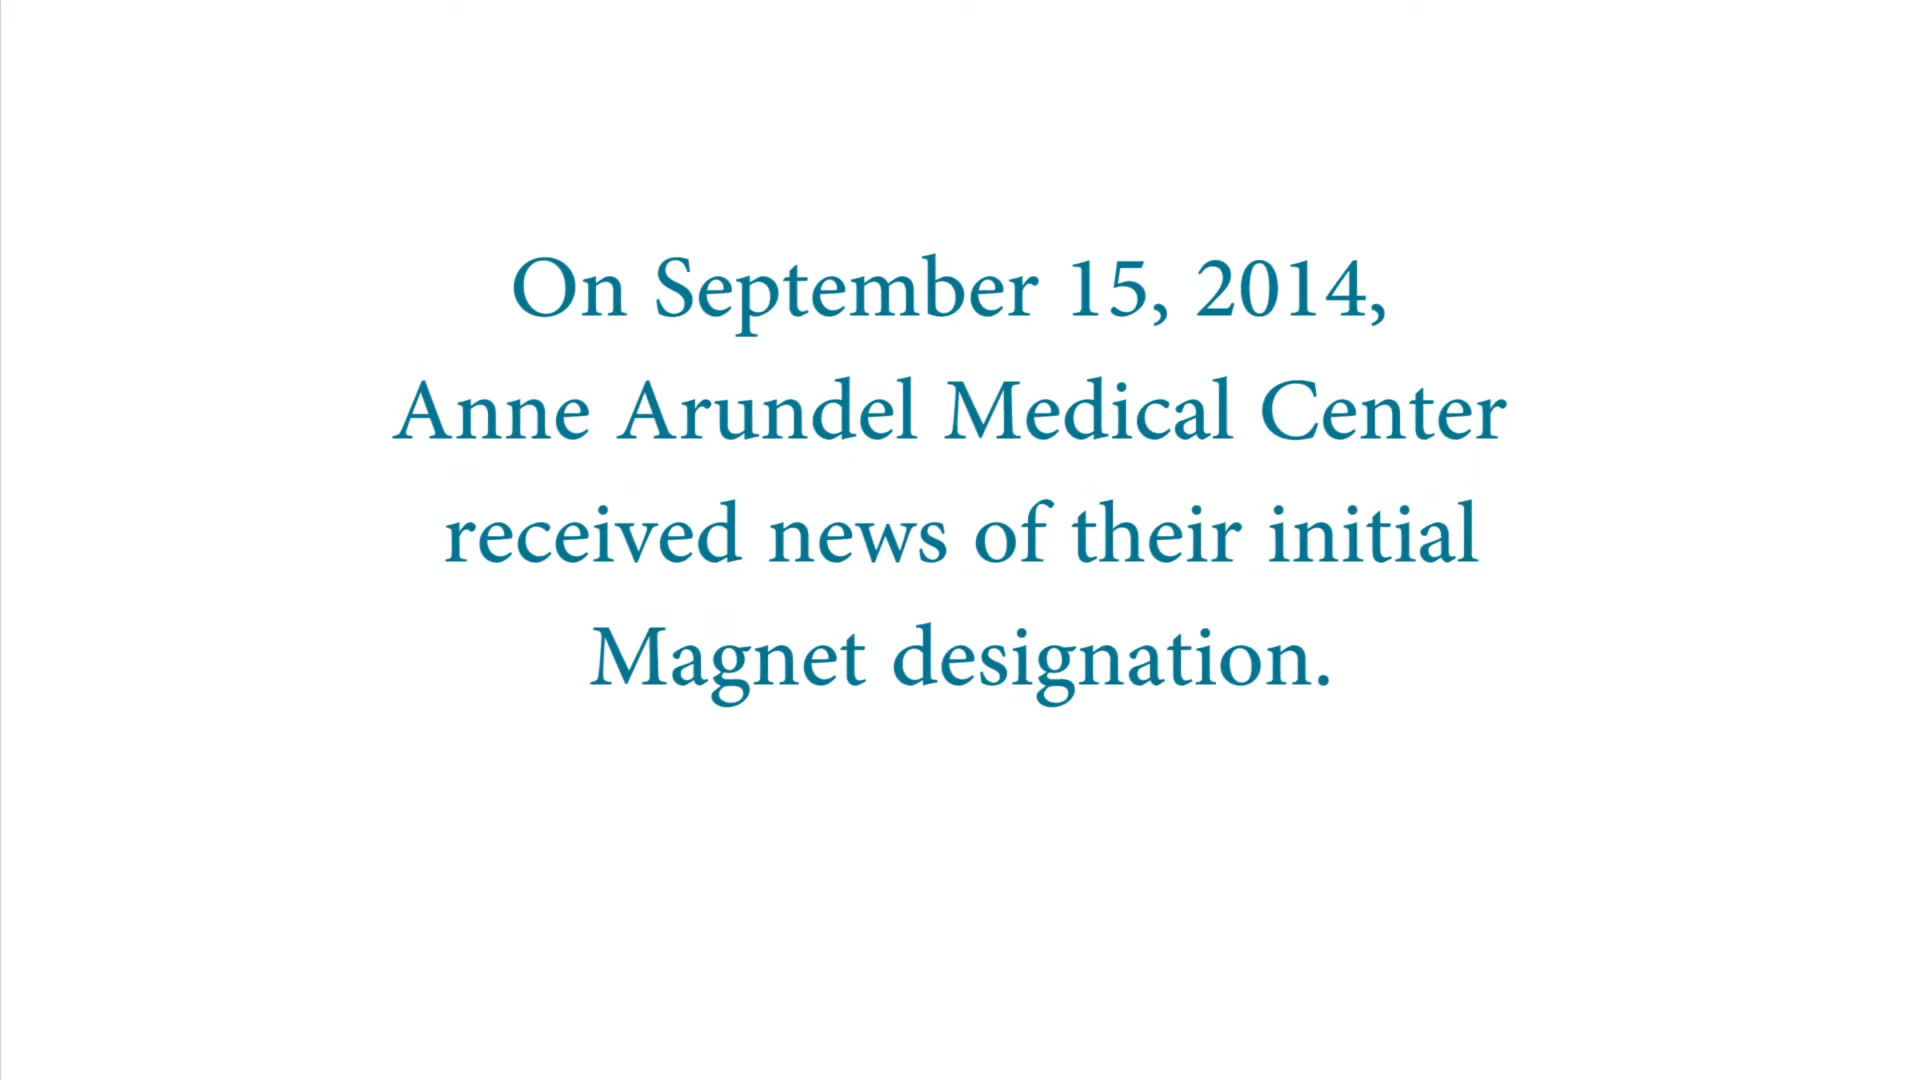 On September 15, 2014,
Anne Arundel Medical Center
received news of their initial
Magnet designation.